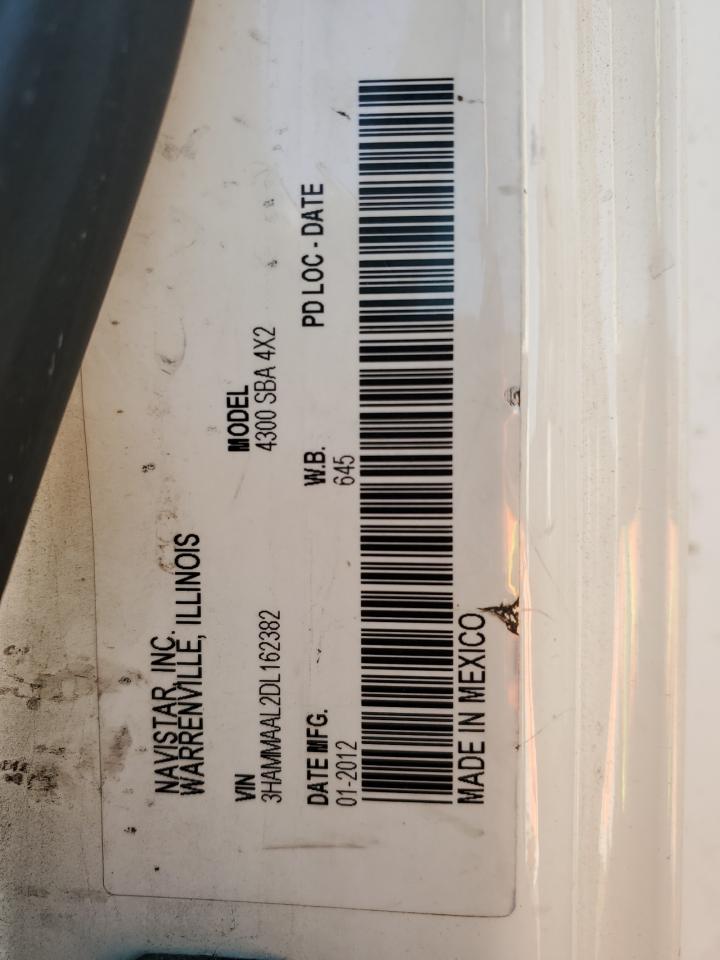 NAVISTAR, INC.
WARRENVILLE, ILLINOIS
VIN
3HAMMAAL2DL162382
MODEL
4300 SBA 4X2
DATE MFG.
01-2012
W.B.
645
PD LOC - DATE
MADE IN MEXICO